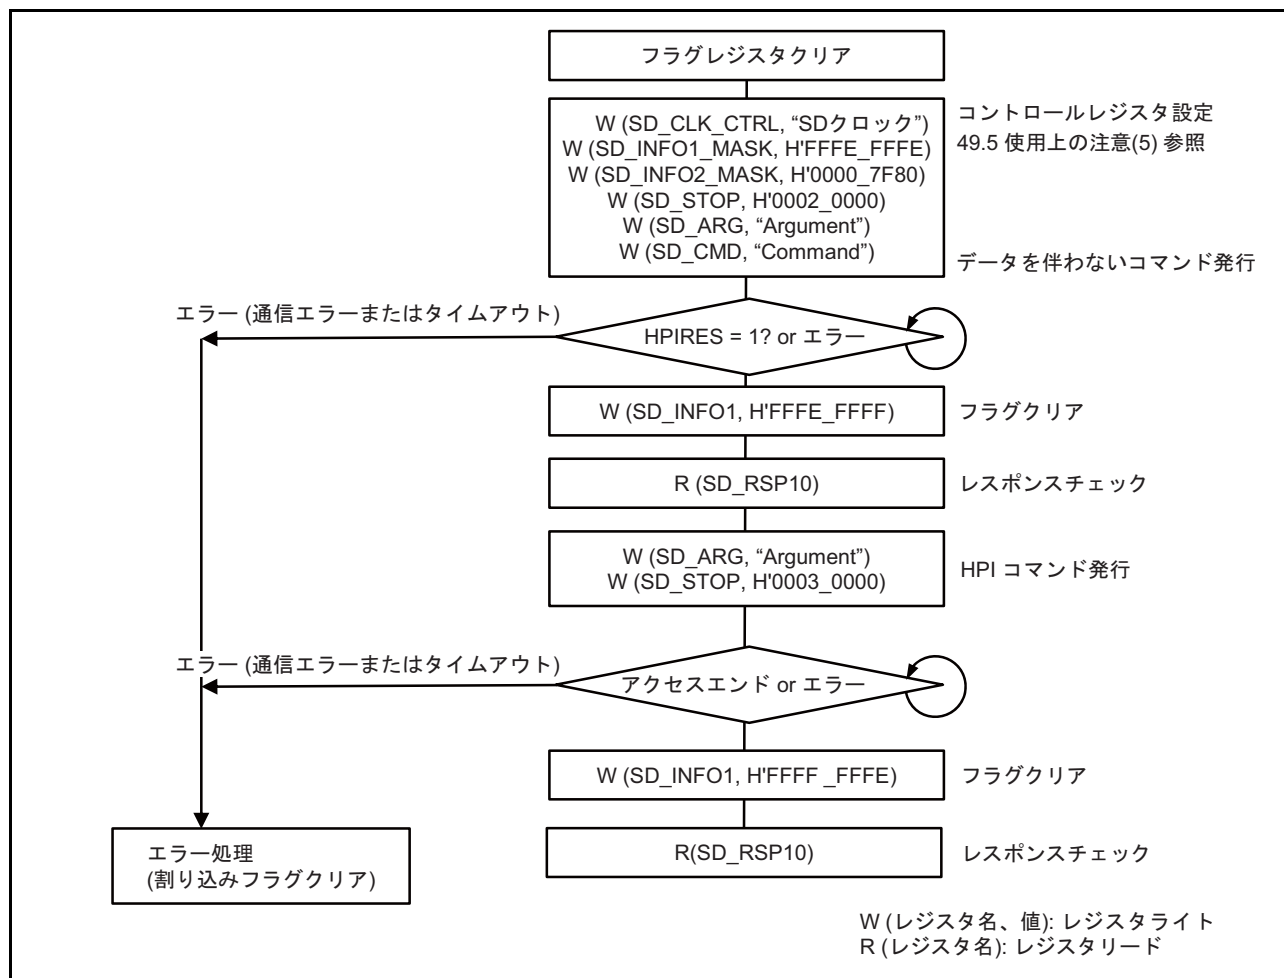 フラグレジスタクリア
W (SD_CLK_CTRL, “SDクロック”)
W (SD_INFO1_MASK, H'FFFE_FFFE)
W (SD_INFO2_MASK, H'0000_7F80)
W (SD_STOP, H'0002_0000)
W (SD_ARG, “Argument”)
W (SD_CMD, “Command”)
コントロールレジスタ設定
49.5 使用上の注意(5) 参照
データを伴わないコマンド発行
エラー (通信エラーまたはタイムアウト)
HPIRES = 1? or エラー
W (SD_INFO1, H'FFFE_FFFF)
フラグクリア
R (SD_RSP10)
レスポンスチェック
W (SD_ARG, “Argument”)
W (SD_STOP, H'0003_0000)
HPI コマンド発行
エラー (通信エラーまたはタイムアウト)
アクセスエンド or エラー
W (SD_INFO1, H'FFFF _FFFE)
フラグクリア
R(SD_RSP10)
レスポンスチェック
エラー処理
(割り込みフラグクリア)
W (レジスタ名、値): レジスタライト
R (レジスタ名): レジスタリード